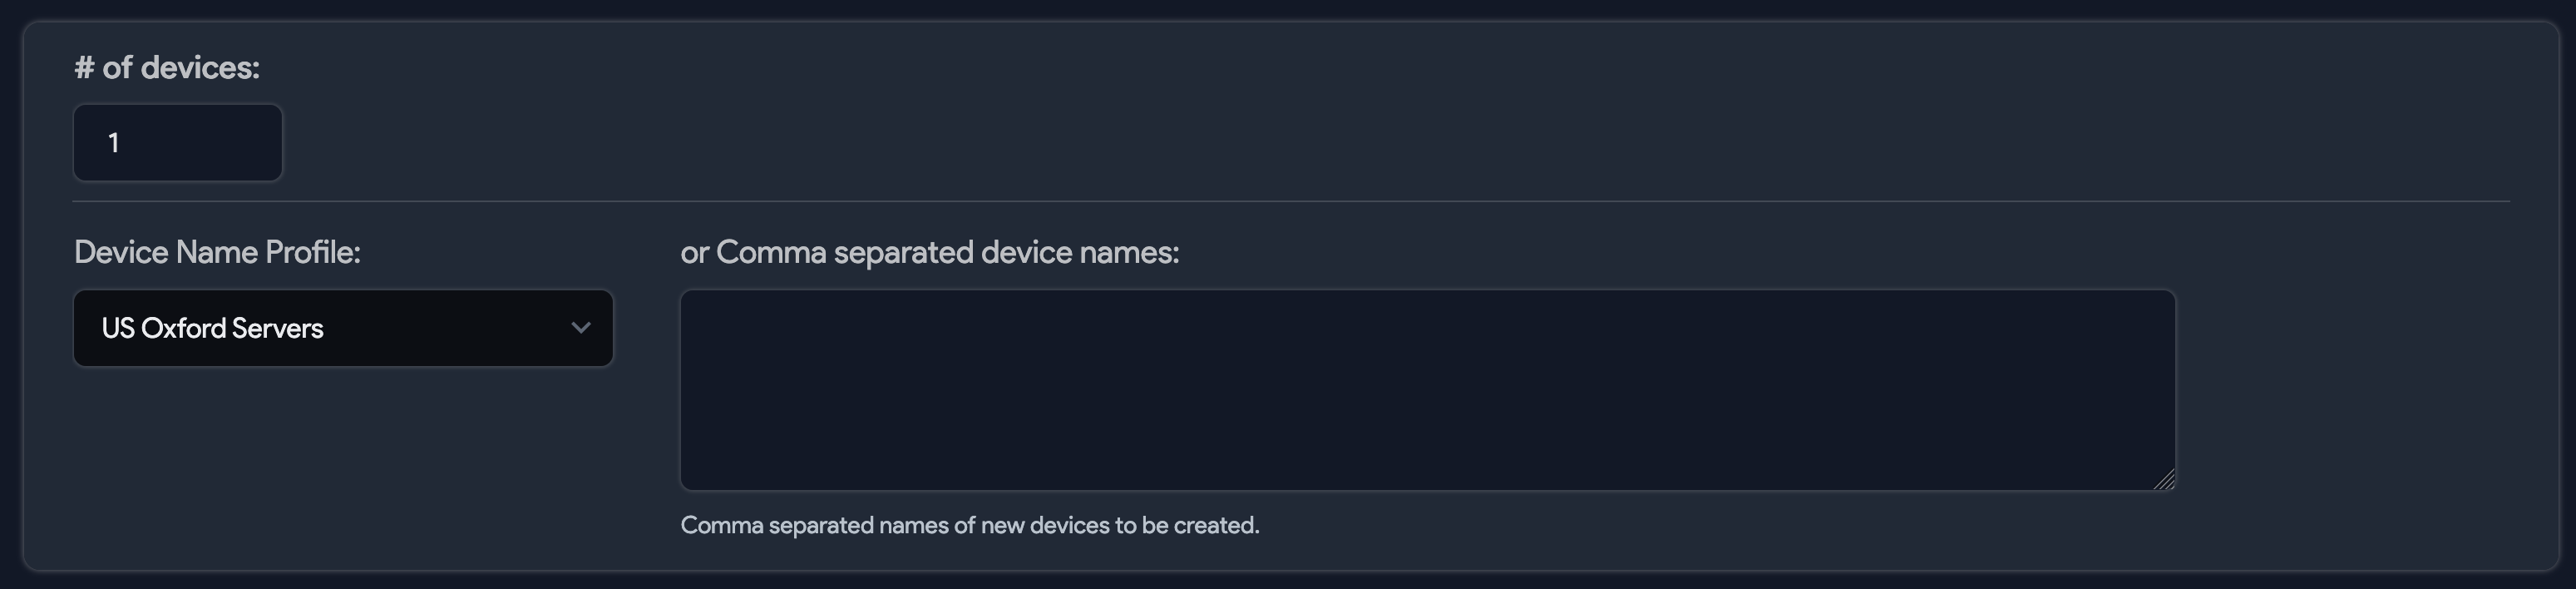 # of devices:
1
Device Name Profile:
or Comma separated device names:
US Oxford Servers
Comma separated names of new devices to be created.